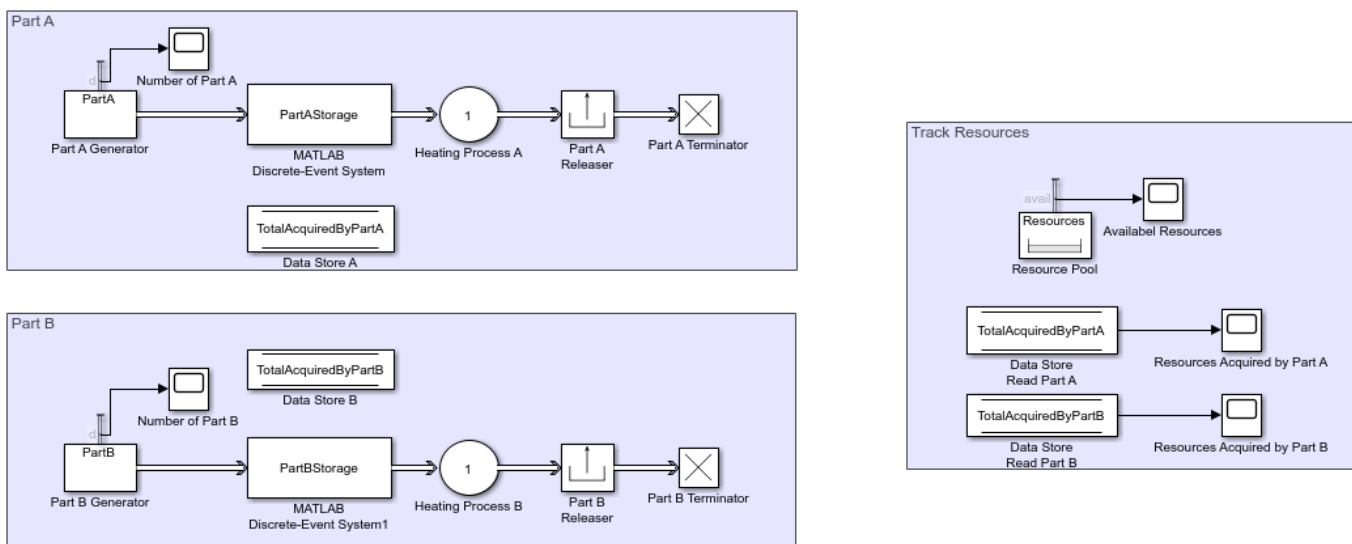 Part A
Number of Part A
d
PartA
Part A Generator
PartAStorage
MATLAB
Discrete-Event System
1
Heating Process A
Part A
Releaser
Part A Terminator
TotalAcquiredByPartA
Data Store A
Part B
TotalAcquiredByPartB
Data Store B
Number of Part B
d
PartB
Part B Generator
PartBStorage
MATLAB
Discrete-Event System1
1
Heating Process B
Part B
Releaser
Part B Terminator
Track Resources
avail
Resources
Resource Pool
Availabel Resources
TotalAcquiredByPartA
Data Store
Read Part A
Resources Acquired by Part A
TotalAcquiredByPartB
Data Store
Read Part B
Resources Acquired by Part B